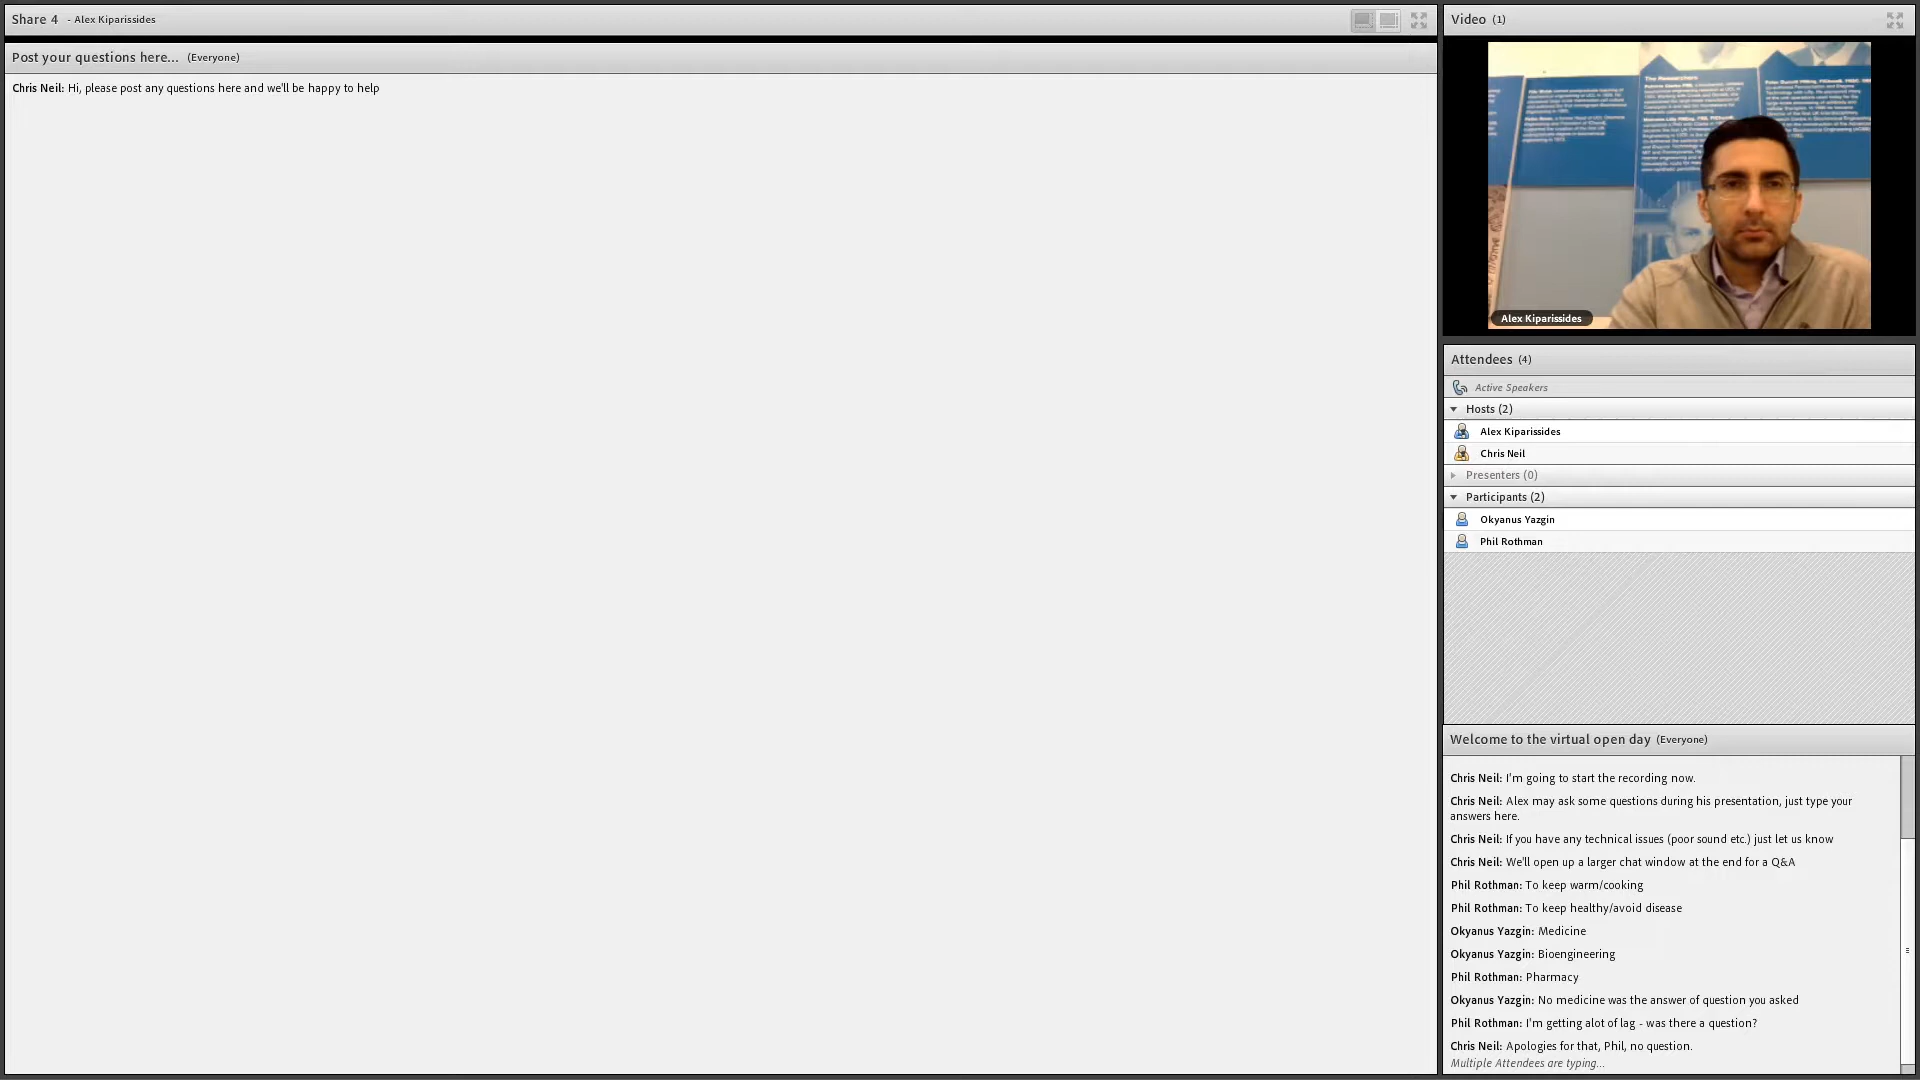 Share 4 - Alex Kiparissides
Post your questions here... (Everyone)
Chris Neil: Hi, please post any questions here and we'll be happy to help
Video (1)
The Researchers
Alex Kiparissides
Attendees (4)
Active Speakers
Hosts (2)
Alex Kiparissides
Chris Neil
Presenters (0)
Participants (2)
Okyanus Yazgin
Phil Rothman
Welcome to the virtual open day (Everyone)
Chris Neil: I'm going to start the recording now.
Chris Neil: Alex may ask some questions during his presentation, just type your
answers here.
Chris Neil: If you have any technical issues (poor sound etc.) just let us know
Chris Neil: We'll open up a larger chat window at the end for a Q&A
Phil Rothman: To keep warm/cooking
Phil Rothman: To keep healthy/avoid disease
Okyanus Yazgin: Medicine
Okyanus Yazgin: Bioengineering
Phil Rothman: Pharmacy
Okyanus Yazgin: No medicine was the answer of question you asked
Phil Rothman: I'm getting alot of lag - was there a question?
Chris Neil: Apologies for that, Phil, no question.
Multiple Attendees are typing...